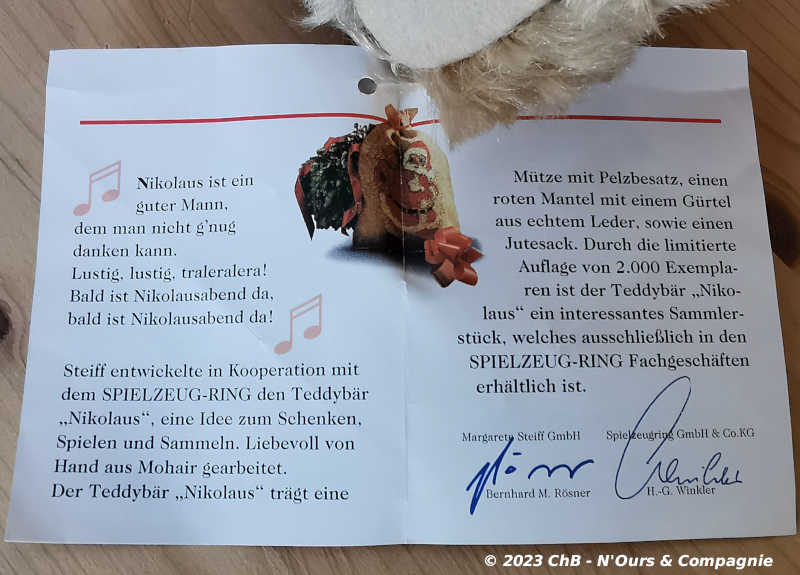 Nikolaus ist ein
guter Mann,
dem man nicht g'nug
danken kann.
Lustig, lustig, traleralera!
Bald ist Nikolausabend da,
bald ist Nikolausabend da!
Steiff entwickelte in Kooperation mit
dem SPIELZEUG-RING den Teddybär
„Nikolaus“, eine Idee zum Schenken,
Spielen und Sammeln. Liebevoll von
Hand aus Mohair gearbeitet.
Der Teddybär „Nikolaus“ trägt eine
Mütze mit Pelzbesatz, einen
roten Mantel mit einem Gürtel
aus echtem Leder, sowie einen
Jutesack. Durch die limitierte
Auflage von 2.000 Exempla-
ren ist der Teddybär „Niko-
laus“ ein interessantes Sammler-
stück, welches ausschließlich in den
SPIELZEUG-RING Fachgeschäften
erhältlich ist.
Margarete Steiff GmbH
Bernhard M. Rösner
Spielzeugring GmbH & Co.KG
H.-G. Winkler
© 2023 ChB - N'Ours & Compagnie